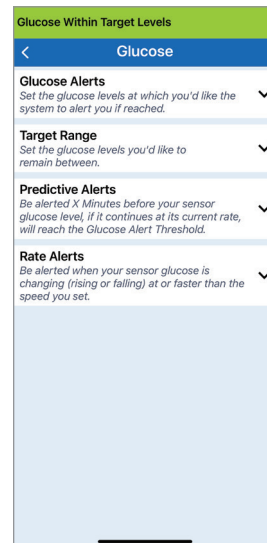 Glucose Within Target Levels
Glucose
Glucose Alerts
Set the glucose levels at which you'd like the
system to alert you if reached.
Target Range
Set the glucose levels you'd like to
remain between.
Predictive Alerts
Be alerted X Minutes before your sensor
glucose level, if it continues at its current rate,
will reach the Glucose Alert Threshold.
Rate Alerts
Be alerted when your sensor glucose is
changing (rising or falling) at or faster than the
speed you set.